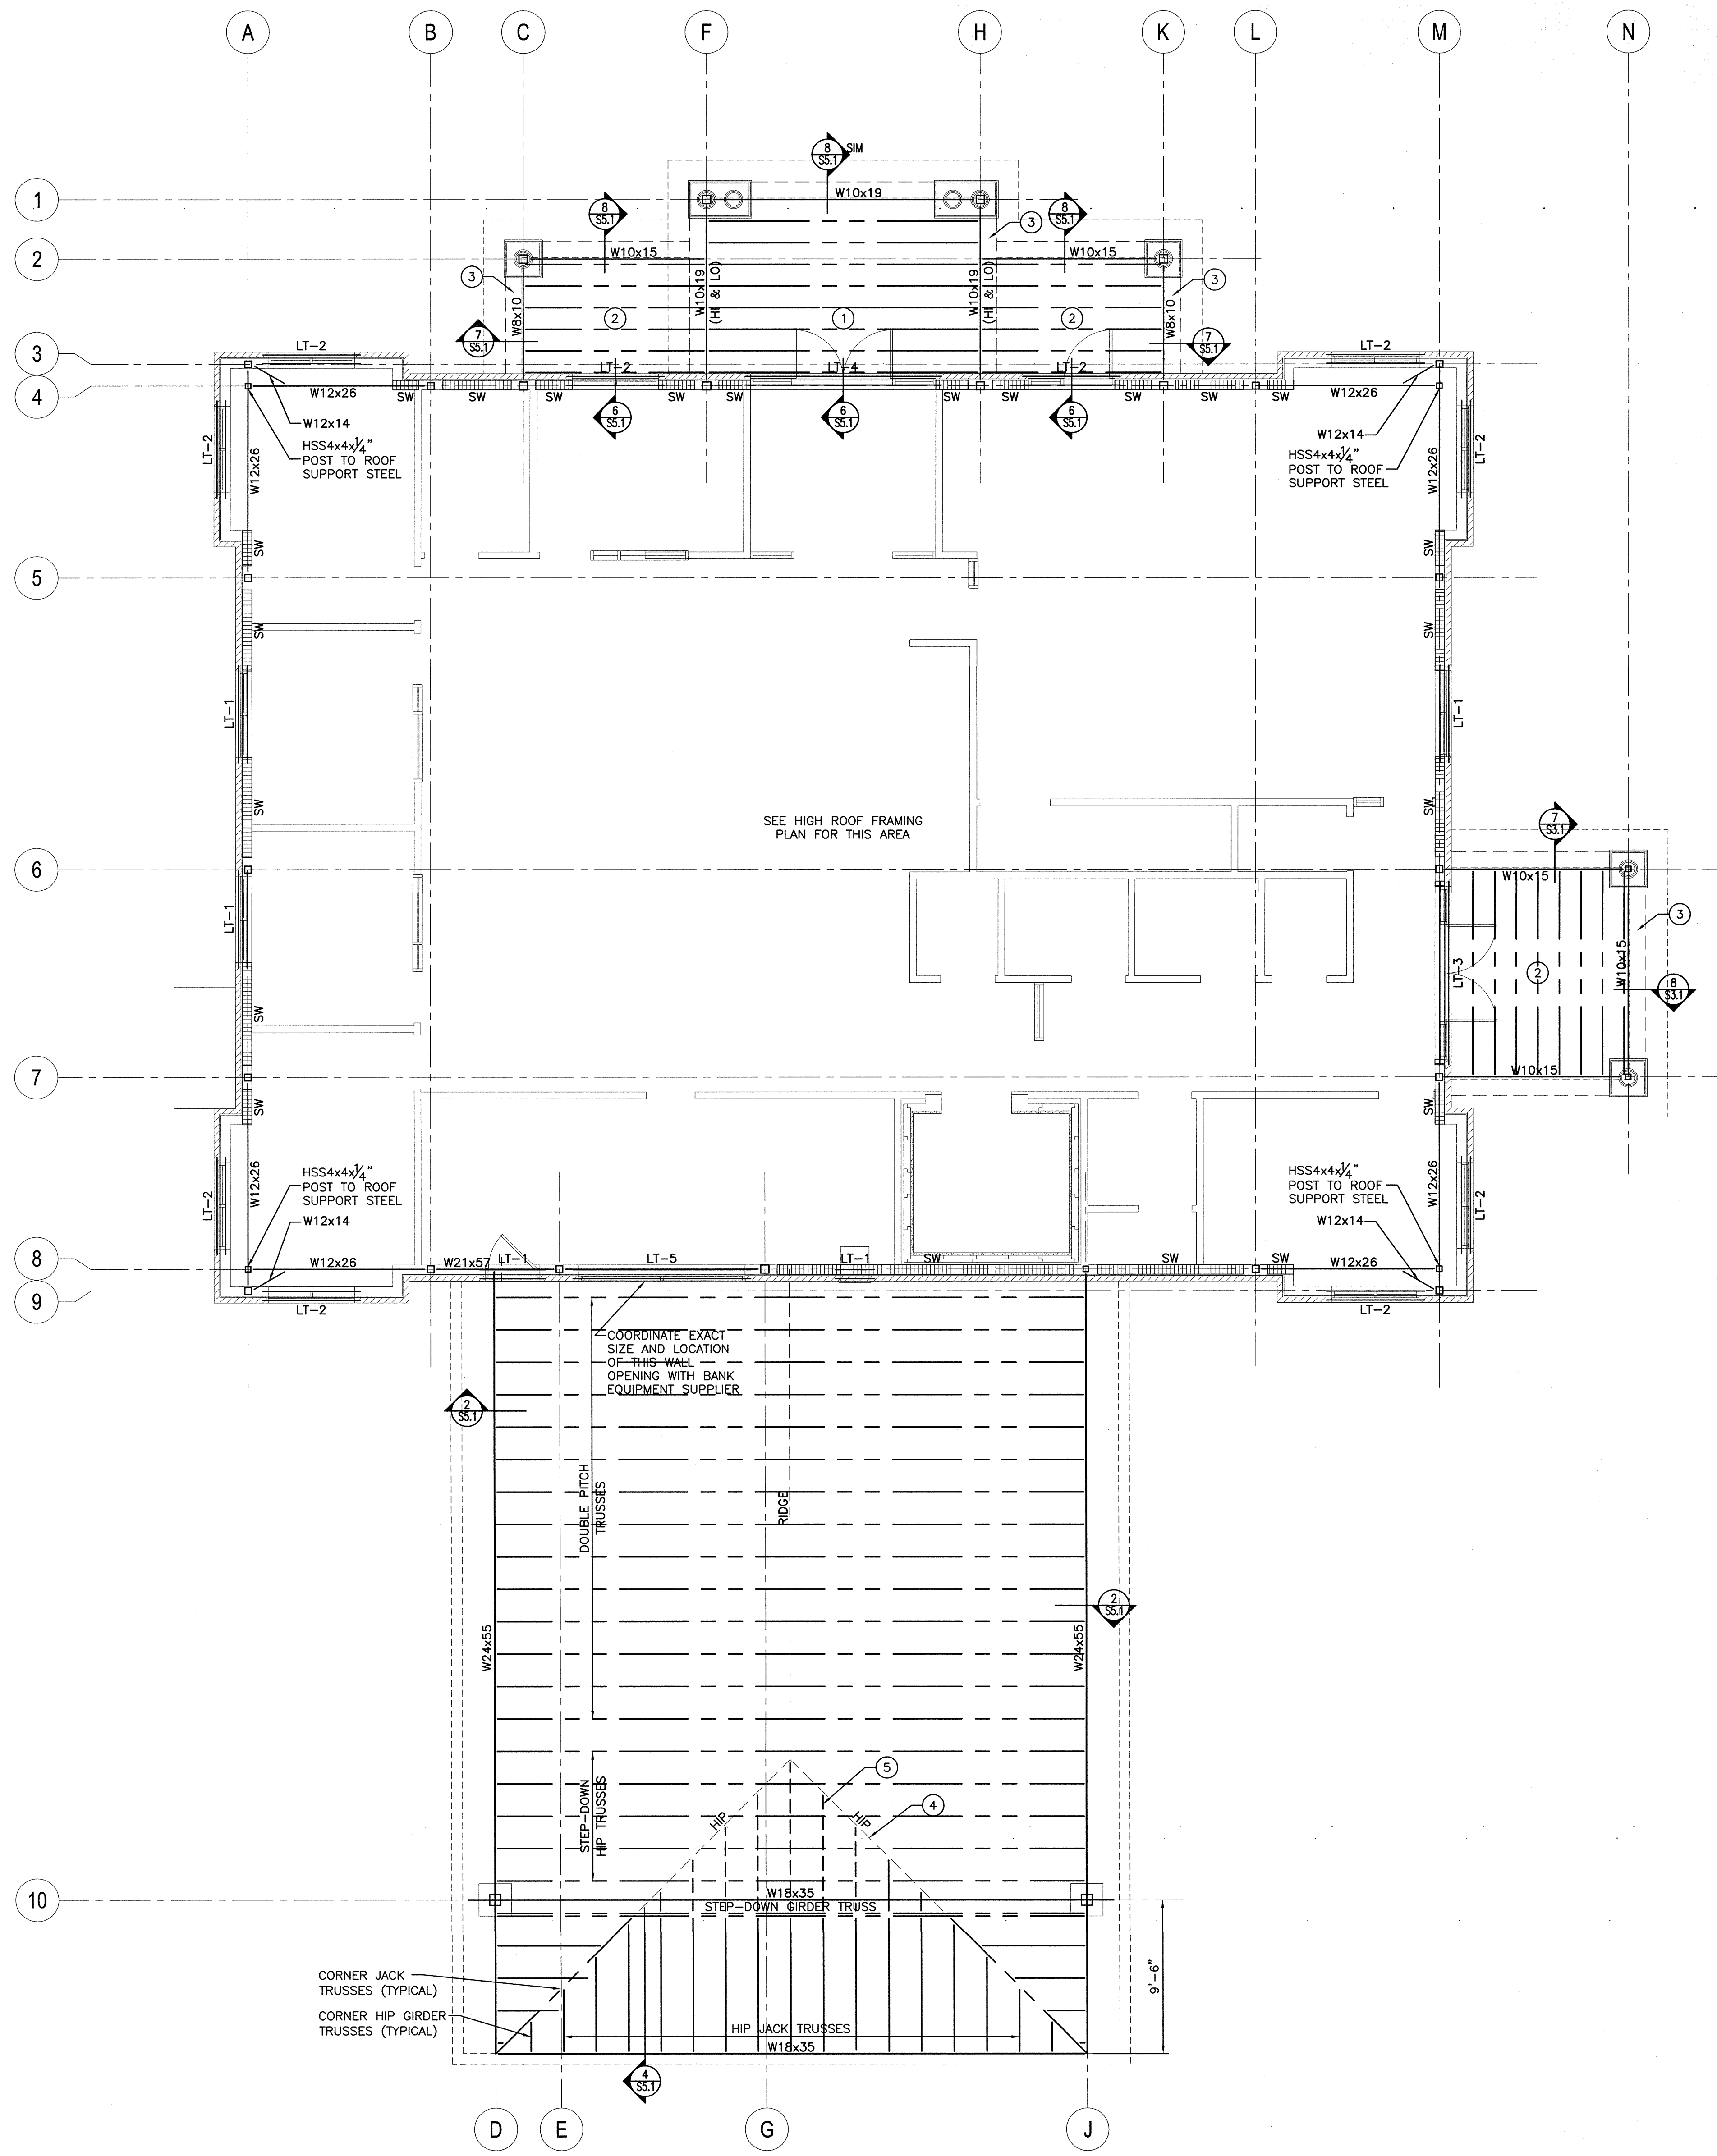 A B C F H K L M N
8
S5.1
SIM
1
W10x19
8
S5.1
8
S5.1
3
2
W10x15
W10x15
3
3
W8x10
W10x19
(HI & LO)
W10x19
(HI & LO)
W8x10
2
1
2
7
S5.1
7
S5.1
3
LT-2
LT-2
LT-2
LT-4
LT-2
4
W12x26
SW
SW
SW
SW
SW
SW
SW
SW
SW
SW
W12x26
6
S5.1
6
S5.1
6
S5.1
W12x14
HSS4x4x1/4"
POST TO ROOF
SUPPORT STEEL
W12x14
HSS4x4x1/4"
POST TO ROOF
SUPPORT STEEL
LT-2
W12x26
W12x26
LT-2
SW
SW
5
SW
SW
LT-1
LT-1
SW
SW
SEE HIGH ROOF FRAMING
PLAN FOR THIS AREA
7
S3.1
6
W10x15
3
LT-1
LT-3
2
W10x15
8
S3.1
SW
7
W10x15
SW
SW
HSS4x4x1/4"
POST TO ROOF
SUPPORT STEEL
W12x14
HSS4x4x1/4"
POST TO ROOF
SUPPORT STEEL
W12x14
LT-2
W12x26
W12x26
LT-2
8
W12x26
W21x57
LT-1
LT-5
LT-1
SW
SW
SW
W12x26
9
LT-2
LT-2
COORDINATE EXACT
SIZE AND LOCATION
OF THIS WALL
OPENING WITH BANK
EQUIPMENT SUPPLIER
2
S5.1
DOUBLE PITCH
TRUSSES
RIDGE
2
S5.1
W24x55
W24x55
5
STEP-DOWN
HIP TRUSSES
HIP
HIP
4
10
W18x35
STEP-DOWN GIRDER TRUSS
CORNER JACK
TRUSSES (TYPICAL)
9'-6"
CORNER HIP GIRDER
TRUSSES (TYPICAL)
HIP JACK TRUSSES
W18x35
4
S5.1
D E G J